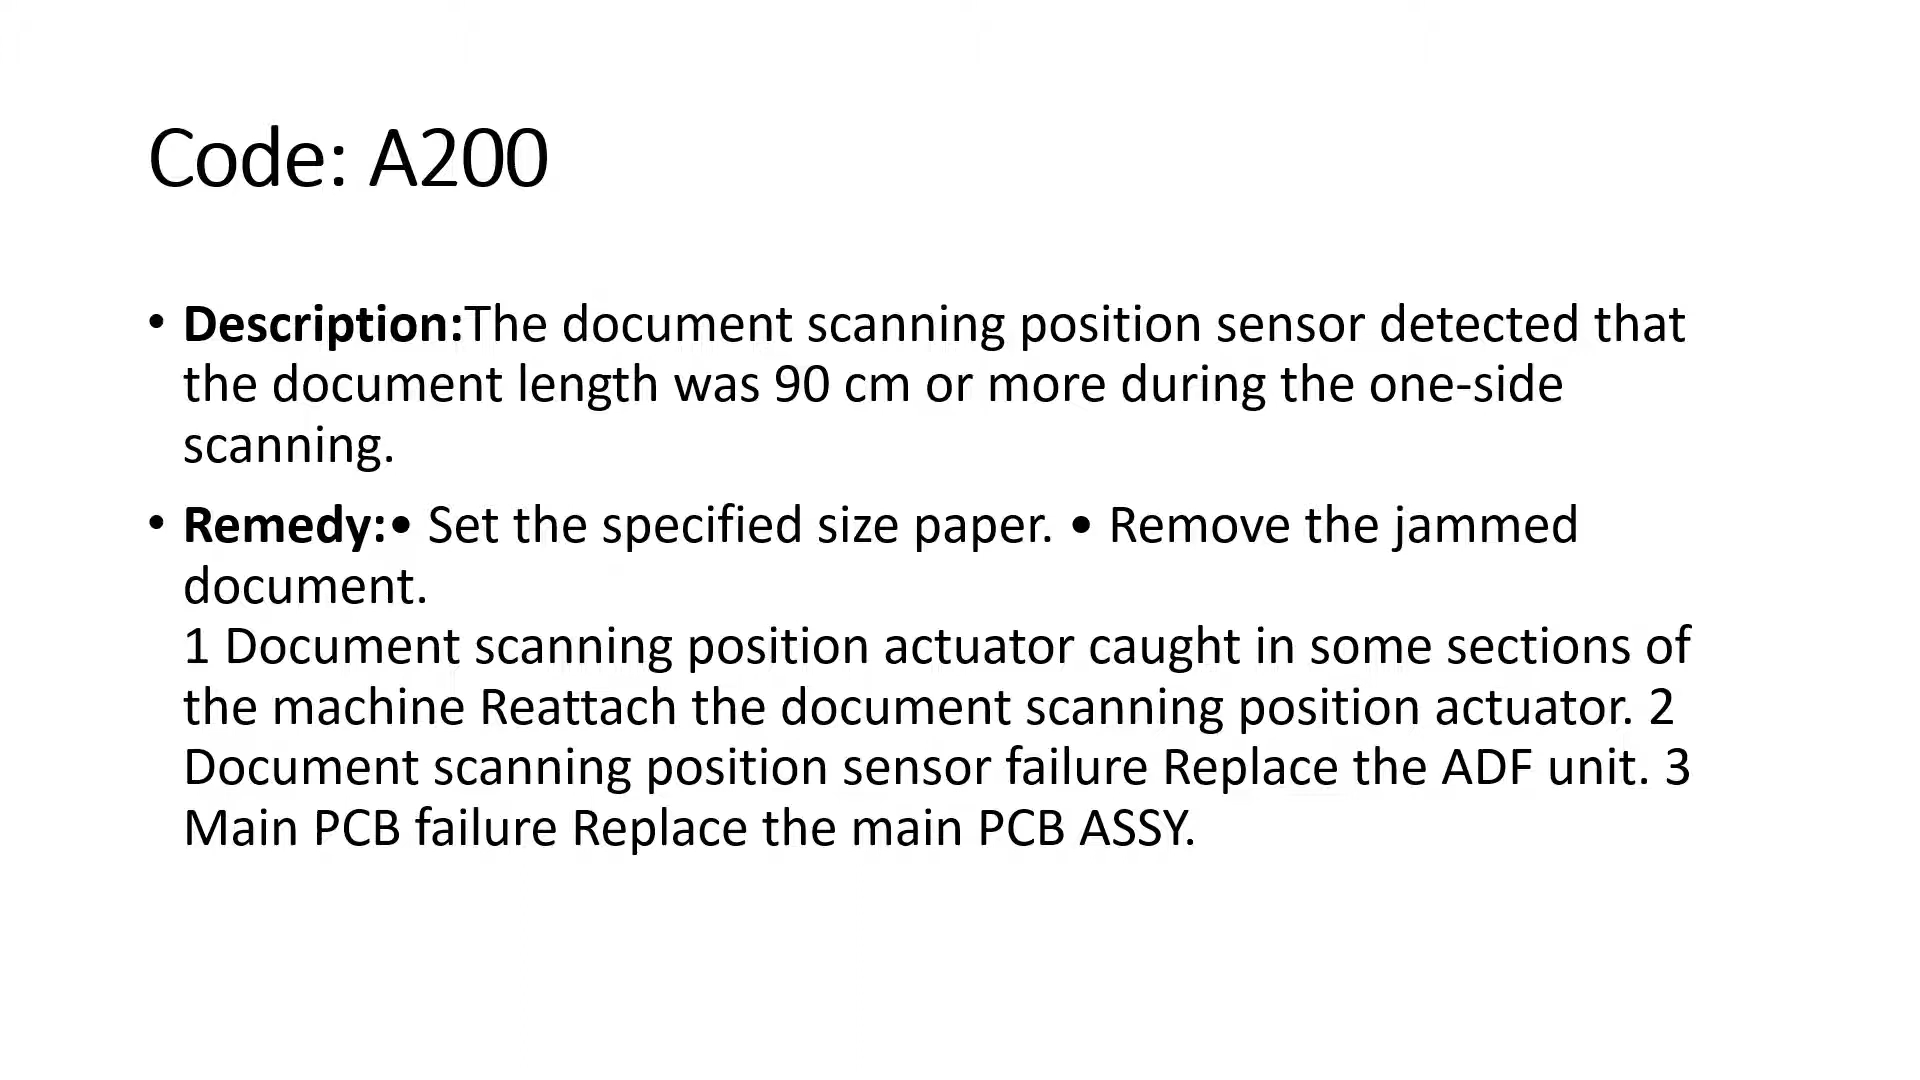 Code: A200
• Description:The document scanning position sensor detected that
the document length was 90 cm or more during the one-side
scanning.
• Remedy:• Set the specified size paper. • Remove the jammed
document.
1 Document scanning position actuator caught in some sections of
the machine Reattach the document scanning position actuator. 2
Document scanning position sensor failure Replace the ADF unit. 3
Main PCB failure Replace the main PCB ASSY.